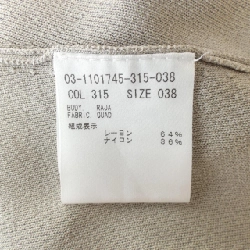 03-1101745-315-038
COL 315 SIZE 038
BODY RAJA
FABRIC QUAD
組成表示
レーヨン 64%
ナイロン 36%